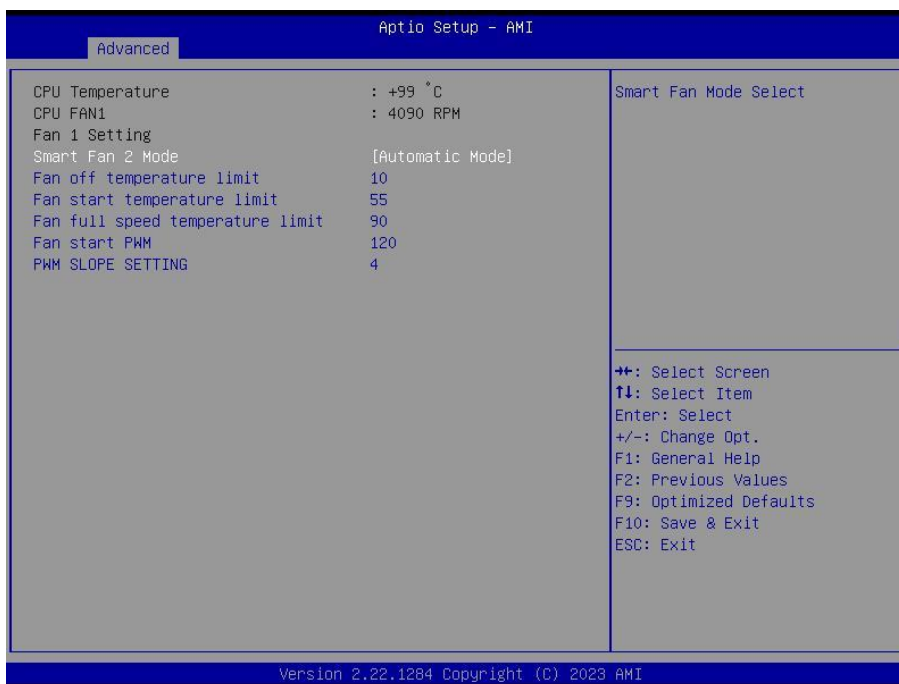 Aptio Setup – AMI
Advanced
CPU Temperature : +99 °C
CPU FAN1 : 4090 RPM
Fan 1 Setting
Smart Fan 2 Mode [Automatic Mode]
Fan off temperature limit 10
Fan start temperature limit 55
Fan full speed temperature limit 90
Fan start PWM 120
PWM SLOPE SETTING 4
Smart Fan Mode Select
→←: Select Screen
↑↓: Select Item
Enter: Select
+/-: Change Opt.
F1: General Help
F2: Previous Values
F9: Optimized Defaults
F10: Save & Exit
ESC: Exit
Version 2.22.1284 Copyright (C) 2023 AMI